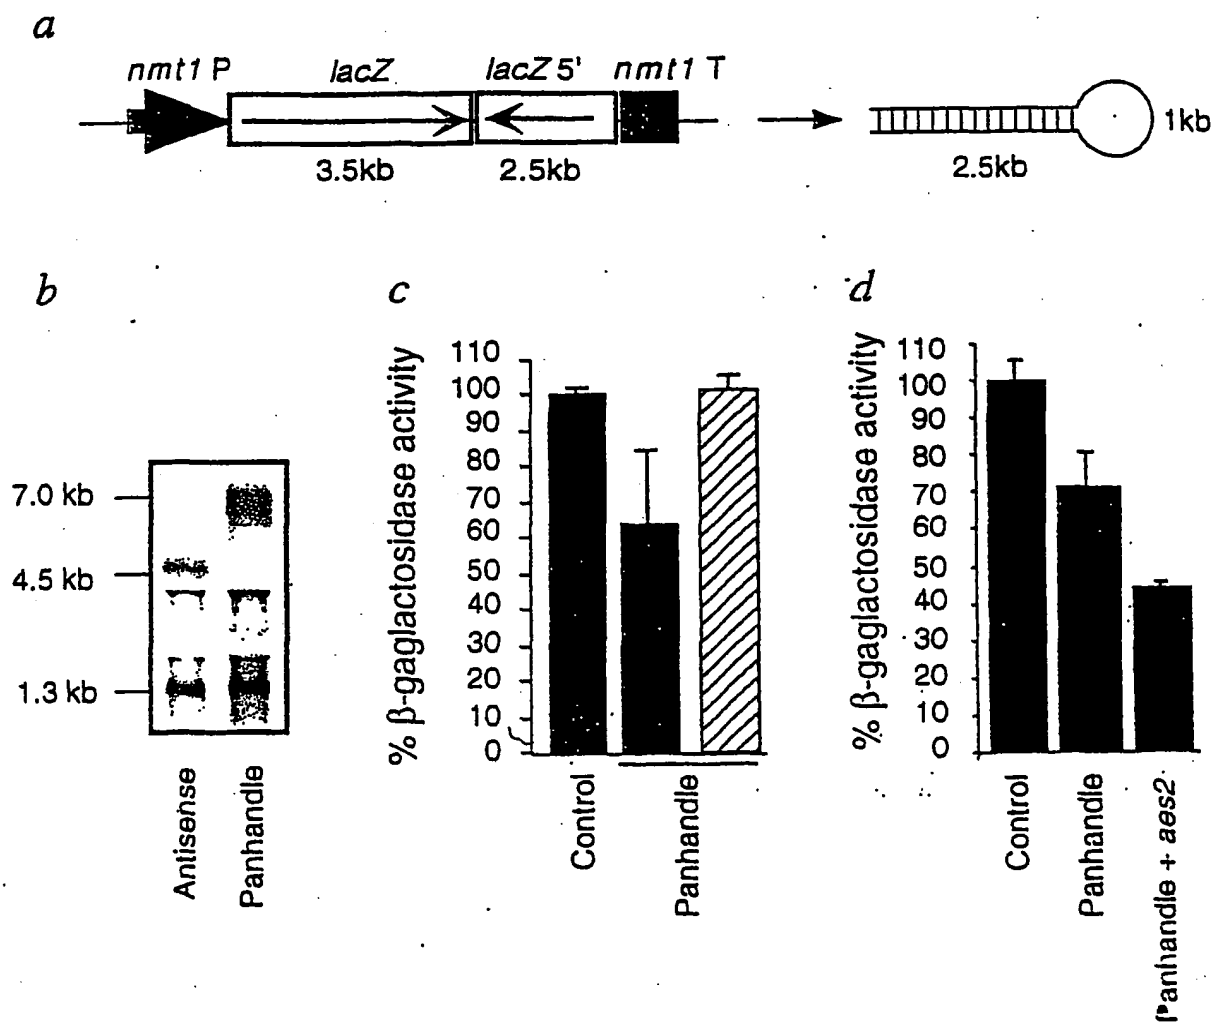 a
nmt1 P lacZ lacZ 5' nmt1 T
3.5kb 2.5kb 2.5kb 1kb
b
7.0 kb
4.5 kb
1.3 kb
Antisense
Panhandle
c
% β-gaglactosidase activity
110
100
90
80
70
60
50
40
30
20
10
0
Control
Panhandle
d
% β-gaglactosidase activity
110
100
90
80
70
60
50
40
30
20
10
0
Control
Panhandle
Panhandle + aes2